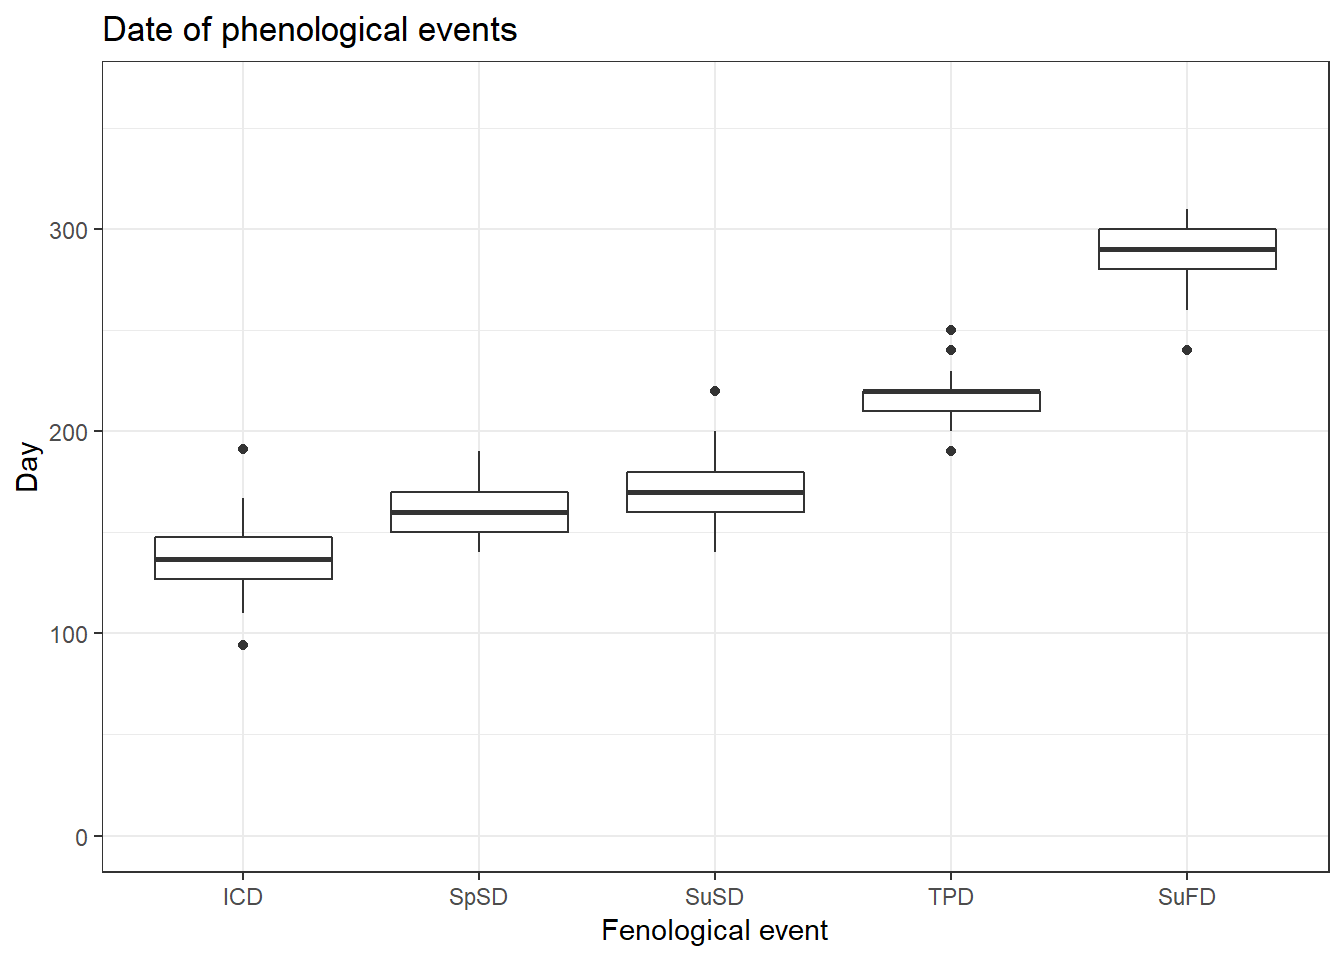 Date of phenological events
Day
300
200
100
0
ICD SpSD SuSD TPD SuFD
Fenological event